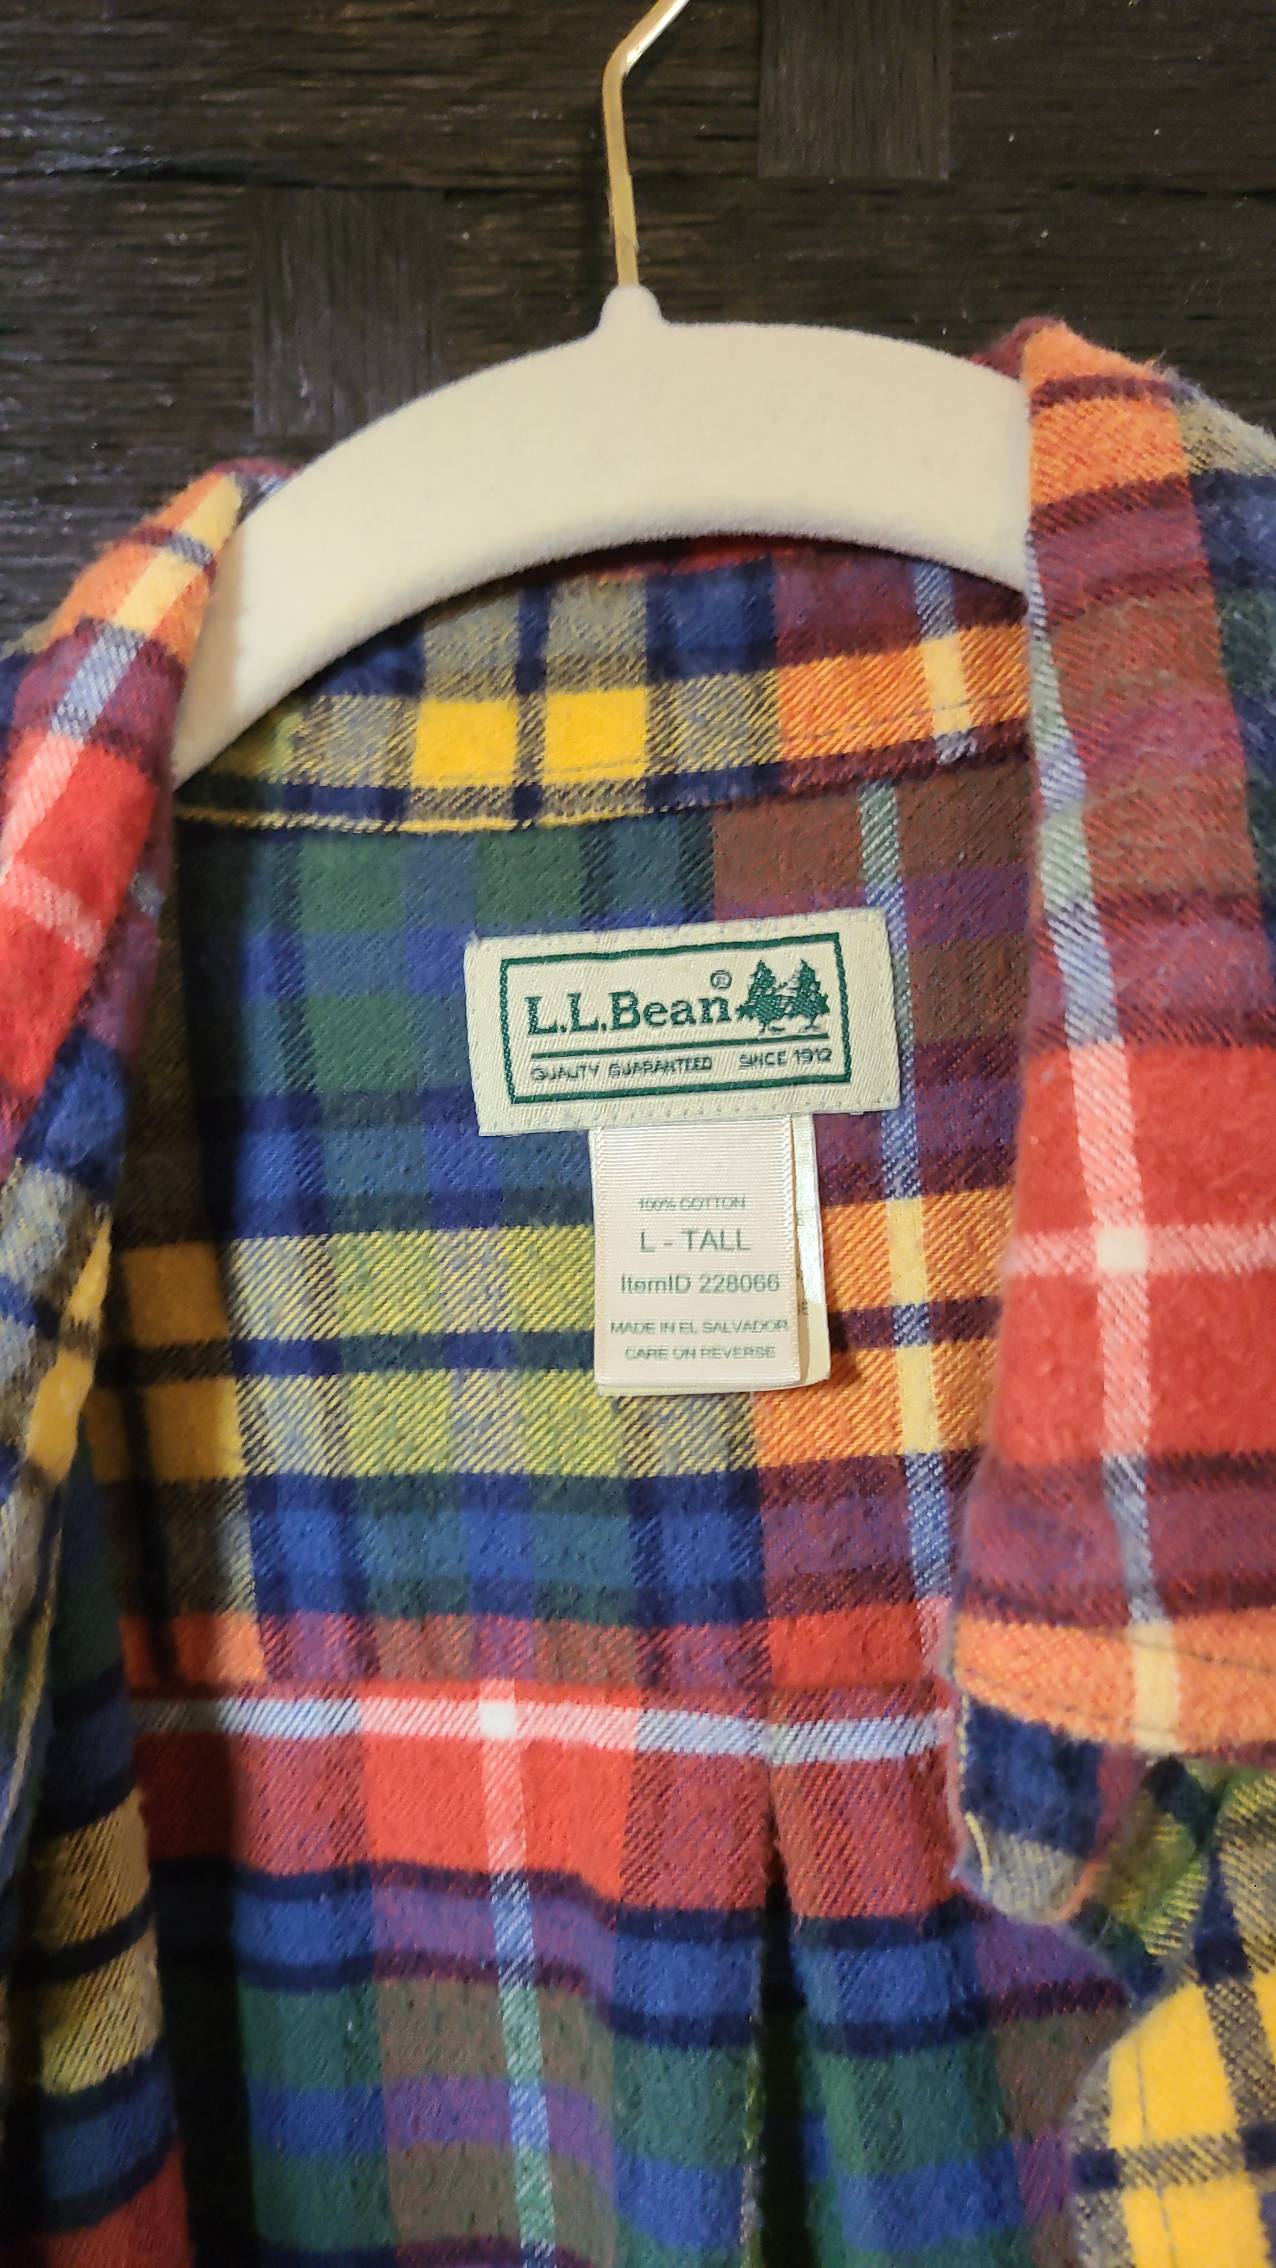 L.L.Bean®
QUALITY GUARANTEED SINCE 1912
100% COTTON
L - TALL
ItemID 228066
MADE IN EL SALVADOR
CARE ON REVERSE